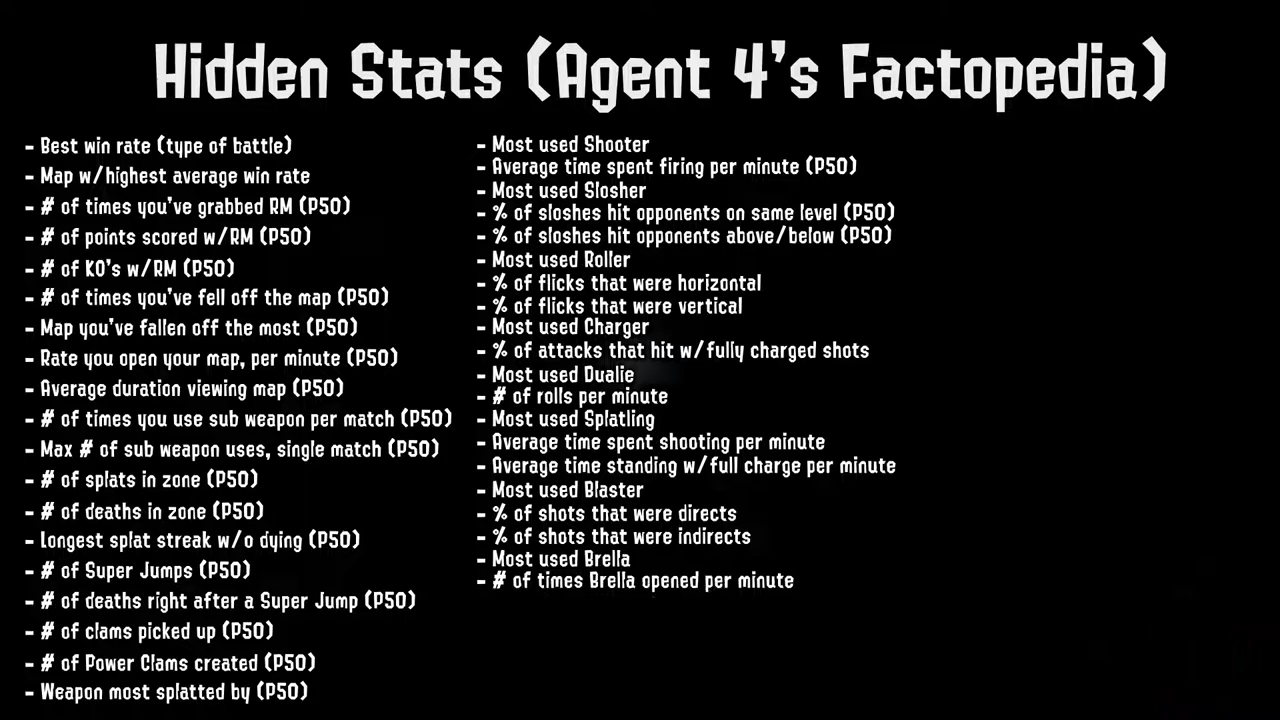 Hidden Stats (Agent 4's Factopedia)
- Best win rate (type of battle)
- Map w/highest average win rate
- # of times you've grabbed RM (P50)
- # of points scored w/RM (P50)
- # of KO's w/RM (P50)
- # of times you've fell off the map (P50)
- Map you've fallen off the most (P50)
- Rate you open your map, per minute (P50)
- Average duration viewing map (P50)
- # of times you use sub weapon per match (P50)
- Max # of sub weapon uses, single match (P50)
- # of splats in zone (P50)
- # of deaths in zone (P50)
- Longest splat streak w/o dying (P50)
- # of Super Jumps (P50)
- # of deaths right after a Super Jump (P50)
- # of clams picked up (P50)
- # of Power Clams created (P50)
- Weapon most splatted by (P50)
- Most used Shooter
- Average time spent firing per minute (P50)
- Most used Slosher
- % of sloshes hit opponents on same level (P50)
- % of sloshes hit opponents above/below (P50)
- Most used Roller
- % of flicks that were horizontal
- % of flicks that were vertical
- Most used Charger
- % of attacks that hit w/fully charged shots
- Most used Dualie
- # of rolls per minute
- Most used Splatling
- Average time spent shooting per minute
- Average time standing w/full charge per minute
- Most used Blaster
- % of shots that were directs
- % of shots that were indirects
- Most used Brella
- # of times Brella opened per minute